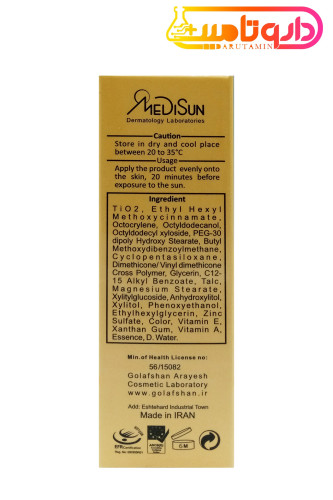 داروتامین
DARUTAMIN
MEDiSUN
Dermatology Laboratories
Caution
Store in dry and cool place
between 20 to 35°C
Usage
Apply the product evenly onto
the skin, 20 minutes before
exposure to the sun.
Ingredient
TiO2, Ethyl Hexyl
Methoxycinnamate,
Octocrylene, Octyldodecanol,
Octyldodecyl xyloside, PEG-30
dipoly Hydroxy Stearate, Butyl
Methoxydibenzoylmethane,
Cyclopentasiloxane,
Dimethicone/ Vinyl dimethicone
Cross Polymer, Glycerin, C12-
15 Alkyl Benzoate, Talc,
Magnesium Stearate,
Xylitylglucoside, Anhydroxylitol,
Xylitol, Phenoxyethanol,
Ethylhexylglycerin, Zinc
Sulfate, Color, Vitamin E,
Xanthan Gum, Vitamin A,
Essence, D. Water.
Min.of Health License no:
56/15082
Golafshan Arayesh
Cosmetic Laboratory
www.golafshan.ir
Add: Eshtehard Industrial Town
Made in IRAN
6M